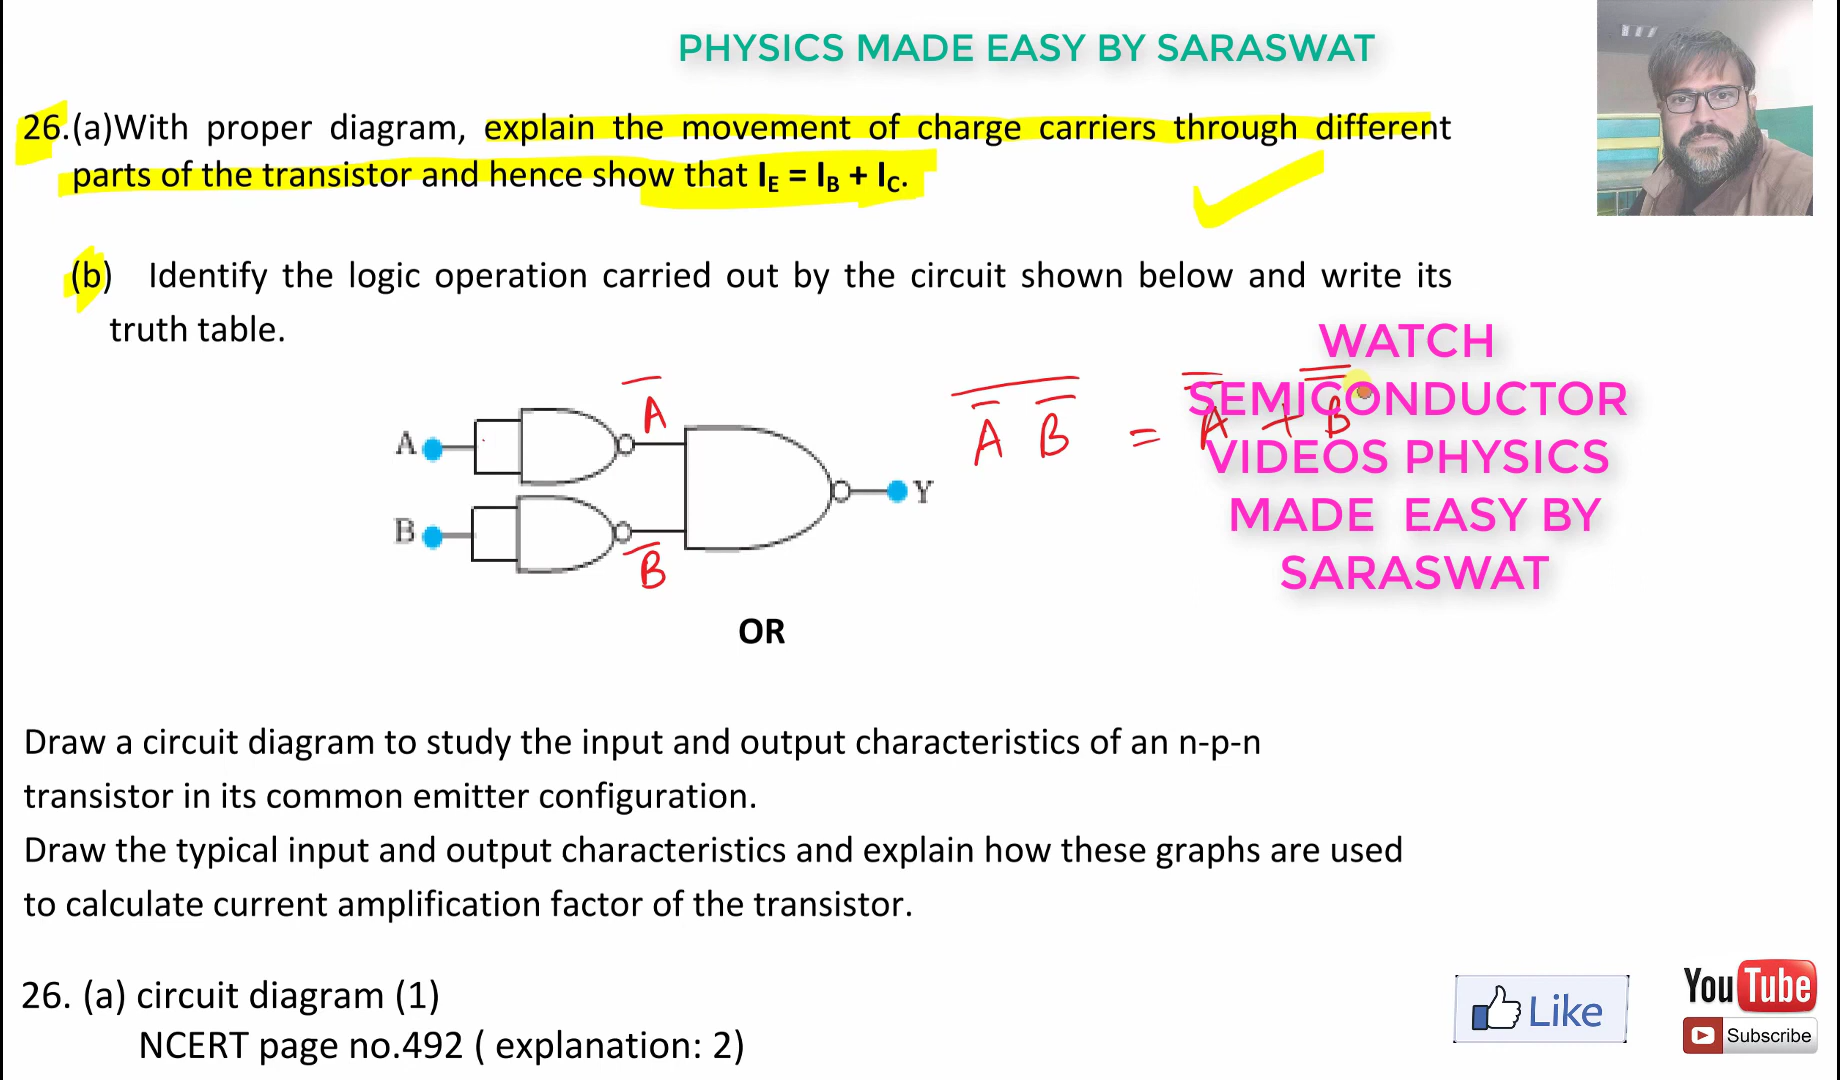 PHYSICS MADE EASY BY SARASWAT
26.(a)With proper diagram, explain the movement of charge carriers through different
parts of the transistor and hence show that I_E = I_B + I_C.
(b) Identify the logic operation carried out by the circuit shown below and write its
truth table.
WATCH
SEMICONDUCTOR
VIDEOS PHYSICS
MADE EASY BY
SARASWAT
A̅
A̅ B̅ = A̿ + B̿
A
Y
B
B̅
OR
Draw a circuit diagram to study the input and output characteristics of an n-p-n
transistor in its common emitter configuration.
Draw the typical input and output characteristics and explain how these graphs are used
to calculate current amplification factor of the transistor.
26. (a) circuit diagram (1)
NCERT page no.492 ( explanation: 2)
Like
YouTube
Subscribe